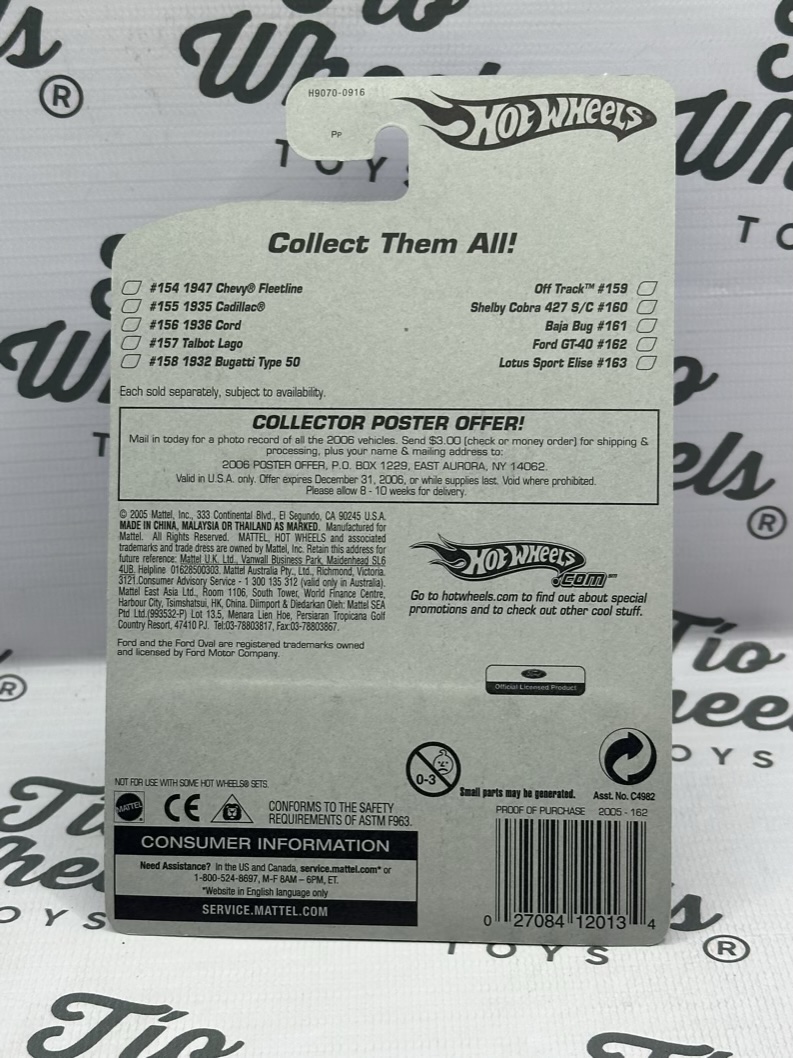 H9070-0916
Pp
HOT WHEELS
Collect Them All!
#154 1947 Chevy® Fleetline
#155 1935 Cadillac®
#156 1936 Cord
#157 Talbot Lago
#158 1932 Bugatti Type 50
Off Track™ #159
Shelby Cobra 427 S/C #160
Baja Bug #161
Ford GT-40 #162
Lotus Sport Elise #163
Each sold separately, subject to availability.
COLLECTOR POSTER OFFER!
Mail in today for a photo record of all the 2006 vehicles. Send $3.00 (check or money order) for shipping &
processing, plus your name & mailing address to:
2006 POSTER OFFER, P.O. BOX 1229, EAST AURORA, NY 14062.
Valid in U.S.A. only. Offer expires December 31, 2006, or while supplies last. Void where prohibited.
Please allow 8 - 10 weeks for delivery.
© 2005 Mattel, Inc., 333 Continental Blvd., El Segundo, CA 90245 U.S.A.
MADE IN CHINA, MALAYSIA OR THAILAND AS MARKED. Manufactured for
Mattel. All Rights Reserved. MATTEL, HOT WHEELS and associated
trademarks and trade dress are owned by Mattel, Inc. Retain this address for
future reference: Mattel U.K. Ltd., Vanwall Business Park, Maidenhead SL6
4UB. Helpline 01628500303. Mattel Australia Pty., Ltd., Richmond, Victoria.
3121.Consumer Advisory Service - 1 300 135 312 (valid only in Australia).
Mattel East Asia Ltd., Room 1106, South Tower, World Finance Centre,
Harbour City, Tsimshatsui, HK, China. Diimport & Diedarkan Oleh: Mattel SEA
Ptd Ltd.(993532-P) Lot 13.5, Menara Lien Hoe, Persiaran Tropicana Golf
Country Resort, 47410 PJ. Tel:03-78803817, Fax:03-78803867.
Ford and the Ford Oval are registered trademarks owned
and licensed by Ford Motor Company.
HOT WHEELS
.COM
Go to hotwheels.com to find out about special
promotions and to check out other cool stuff.
Ford
Official Licensed Product
0-3
Small parts may be generated.
Asst. No. C4982
NOT FOR USE WITH SOME HOT WHEELS® SETS.
MATTEL
CE
CONFORMS TO THE SAFETY
REQUIREMENTS OF ASTM F963.
CONSUMER INFORMATION
Need Assistance? In the US and Canada, service.mattel.com* or
1-800-524-8697, M-F 8AM – 6PM, ET.
*Website in English language only
SERVICE.MATTEL.COM
PROOF OF PURCHASE 2005 - 162
0 27084 12013 4
Tio
Wheels
®
TOYS